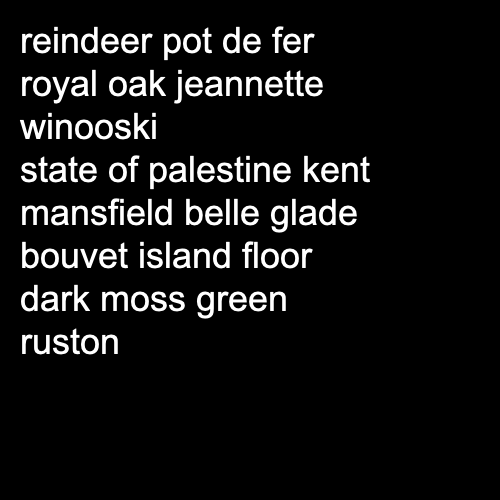 reindeer pot de fer
royal oak jeannette
winooski
state of palestine kent
mansfield belle glade
bouvet island floor
dark moss green
ruston